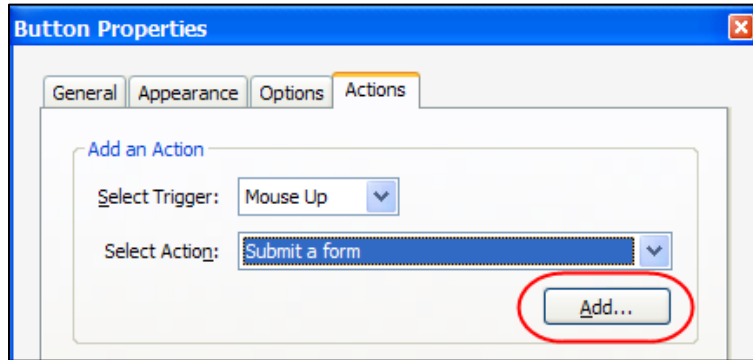 Button Properties
General Appearance Options Actions
Add an Action
Select Trigger: Mouse Up
Select Action: Submit a form
Add...